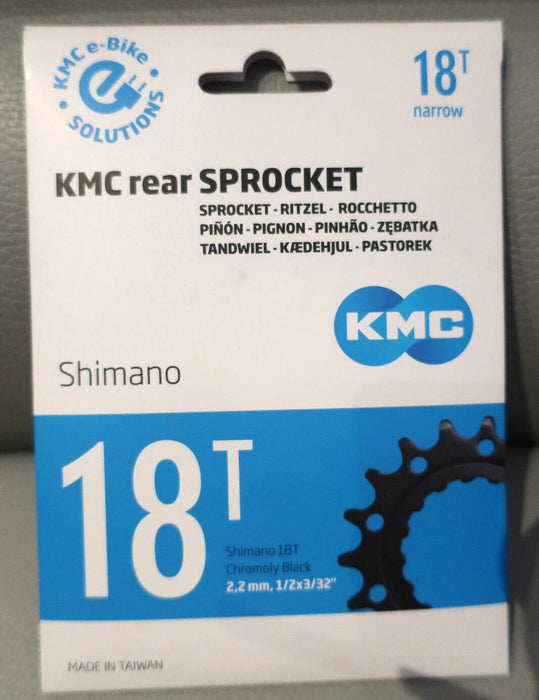 KMC e-Bike
SOLUTIONS
18T
narrow
KMC rear SPROCKET
SPROCKET - RITZEL - ROCCHETTO
PIÑÓN - PIGNON - PINHÃO - ZĘBATKA
TANDWIEL - KÆDEHJUL - PASTOREK
KMC
Shimano
18T
Shimano 18T
Chromoly Black
2,2 mm, 1/2x3/32"
MADE IN TAIWAN